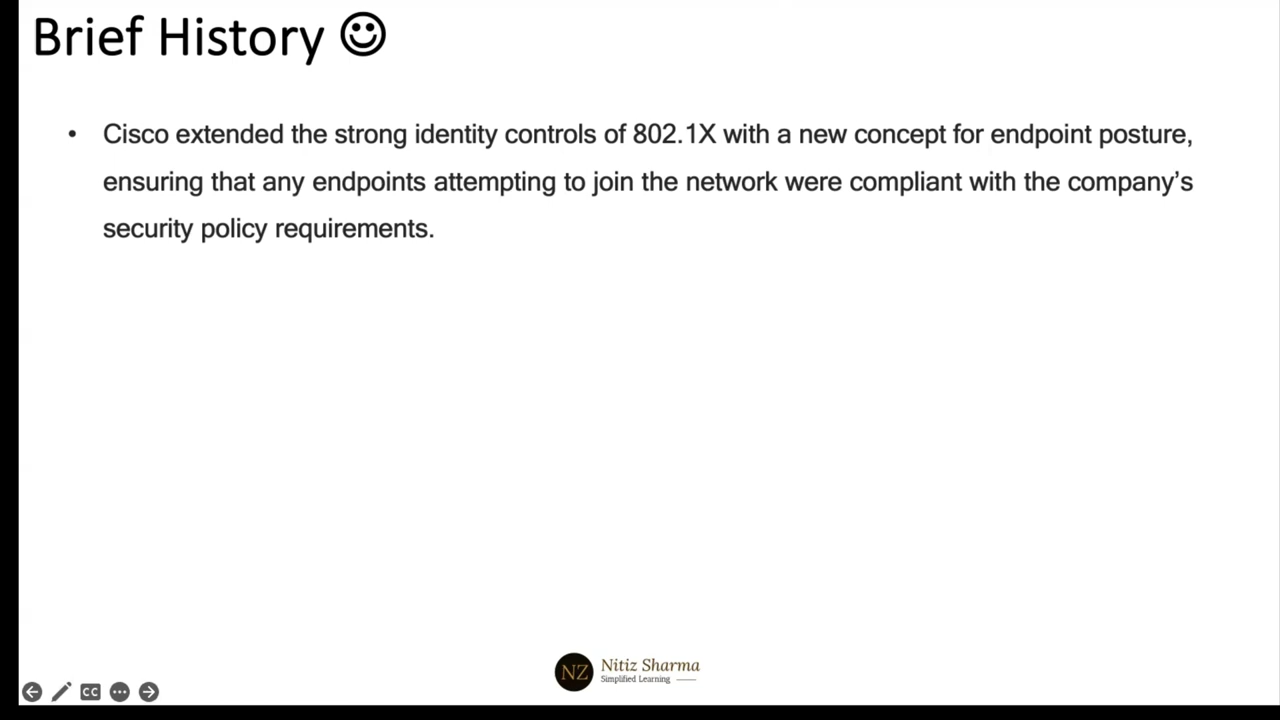 Brief History ☺
• Cisco extended the strong identity controls of 802.1X with a new concept for endpoint posture,
ensuring that any endpoints attempting to join the network were compliant with the company’s
security policy requirements.
NZ
Nitiz Sharma
Simplified Learning
CC